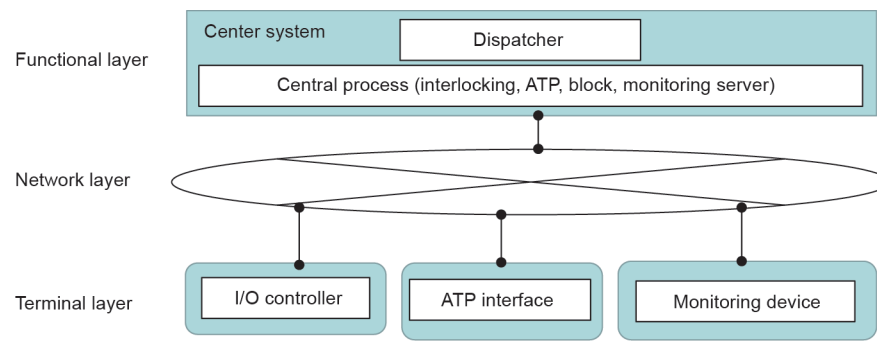 Functional layer
Center system
Dispatcher
Central process (interlocking, ATP, block, monitoring server)
Network layer
Terminal layer
I/O controller
ATP interface
Monitoring device